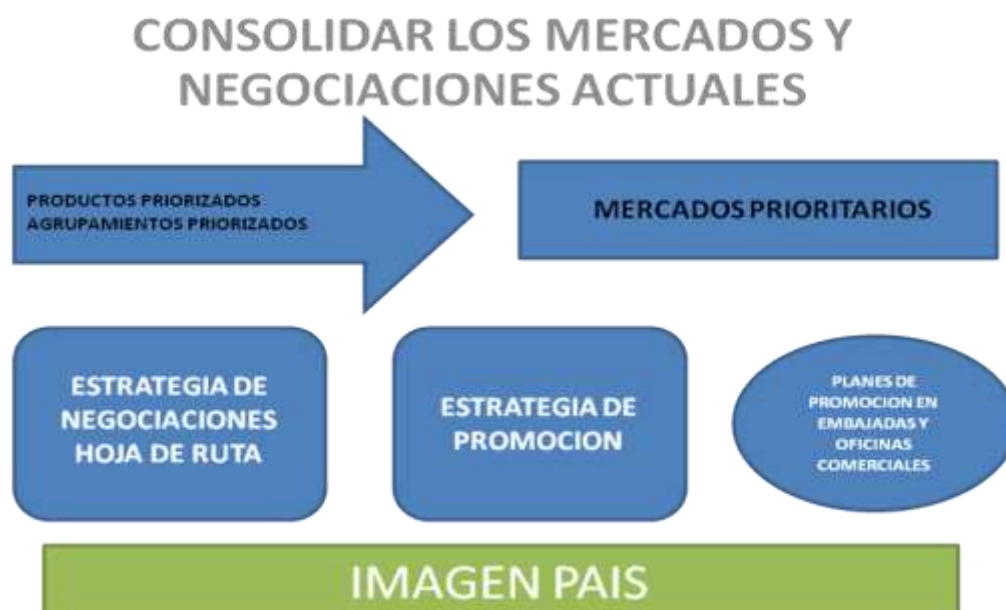 CONSOLIDAR LOS MERCADOS Y
NEGOCIACIONES ACTUALES
PRODUCTOS PRIORIZADOS
AGRUPAMIENTOS PRIORIZADOS
MERCADOS PRIORITARIOS
ESTRATEGIA DE
NEGOCIACIONES
HOJA DE RUTA
ESTRATEGIA DE
PROMOCION
PLANES DE
PROMOCION EN
EMBAJADAS Y
OFICINAS
COMERCIALES
IMAGEN PAIS